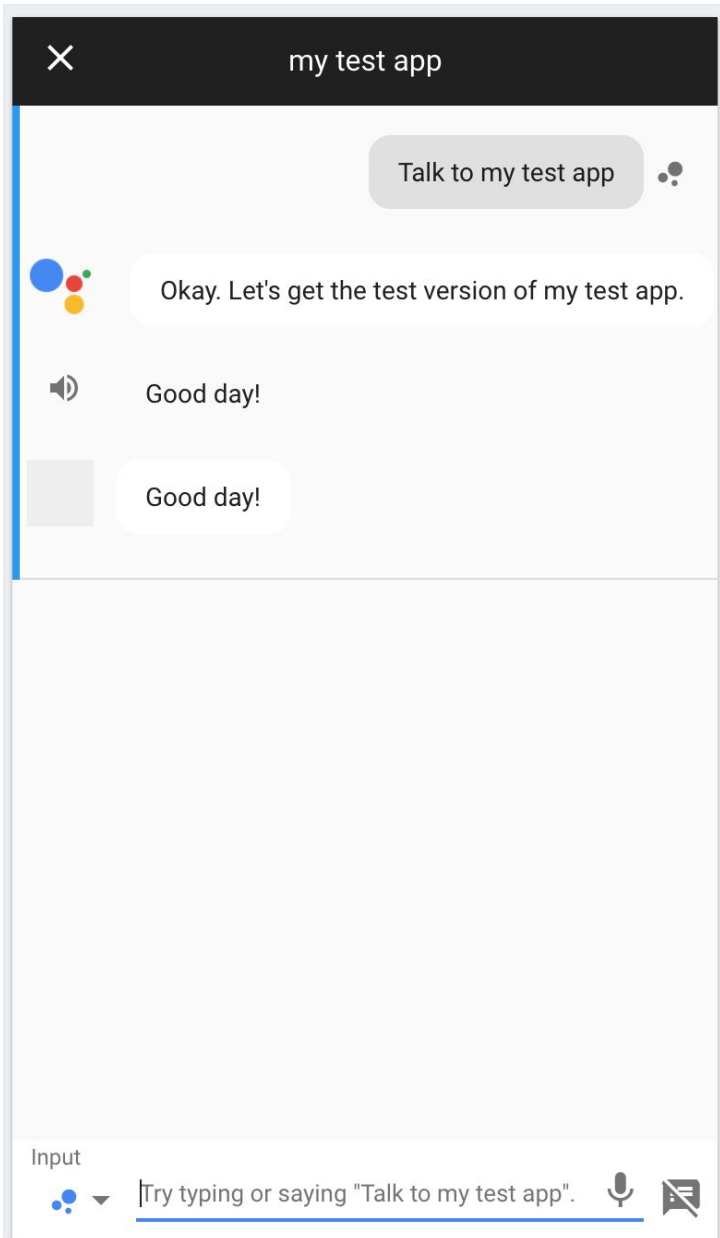 my test app
Talk to my test app
Okay. Let's get the test version of my test app.
Good day!
Good day!
Input
Try typing or saying "Talk to my test app".